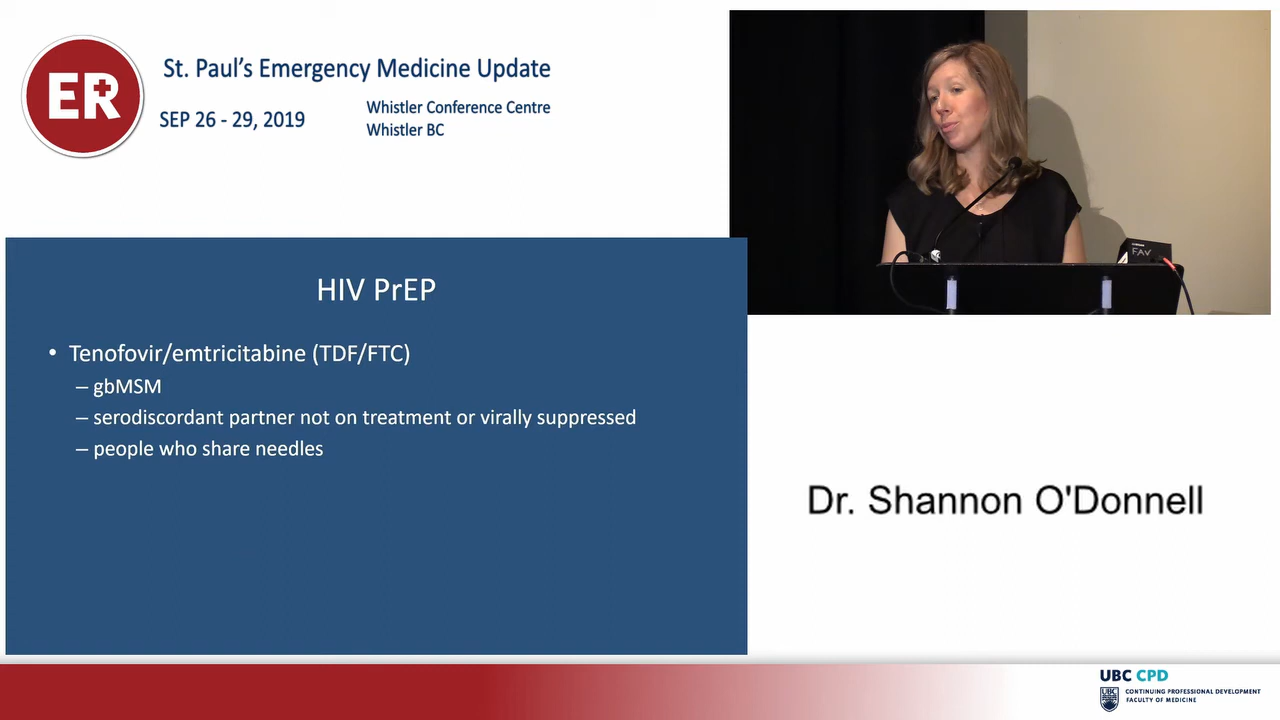 ER
St. Paul's Emergency Medicine Update
SEP 26 - 29, 2019
Whistler Conference Centre
Whistler BC
FAV
HIV PrEP
• Tenofovir/emtricitabine (TDF/FTC)
– gbMSM
– serodiscordant partner not on treatment or virally suppressed
– people who share needles
Dr. Shannon O'Donnell
UBC CPD
CONTINUING PROFESSIONAL DEVELOPMENT
FACULTY OF MEDICINE